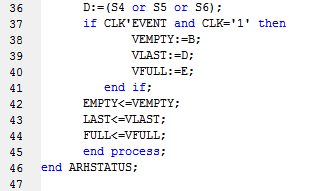 36 D:=(S4 or S5 or S6);
37 if CLK'EVENT and CLK='1' then
38 VEMPTY:=B;
39 VLAST:=D;
40 VFULL:=E;
41 end if;
42 EMPTY<=VEMPTY;
43 LAST<=VLAST;
44 FULL<=VFULL;
45 end process;
46 end ARHSTATUS;
47